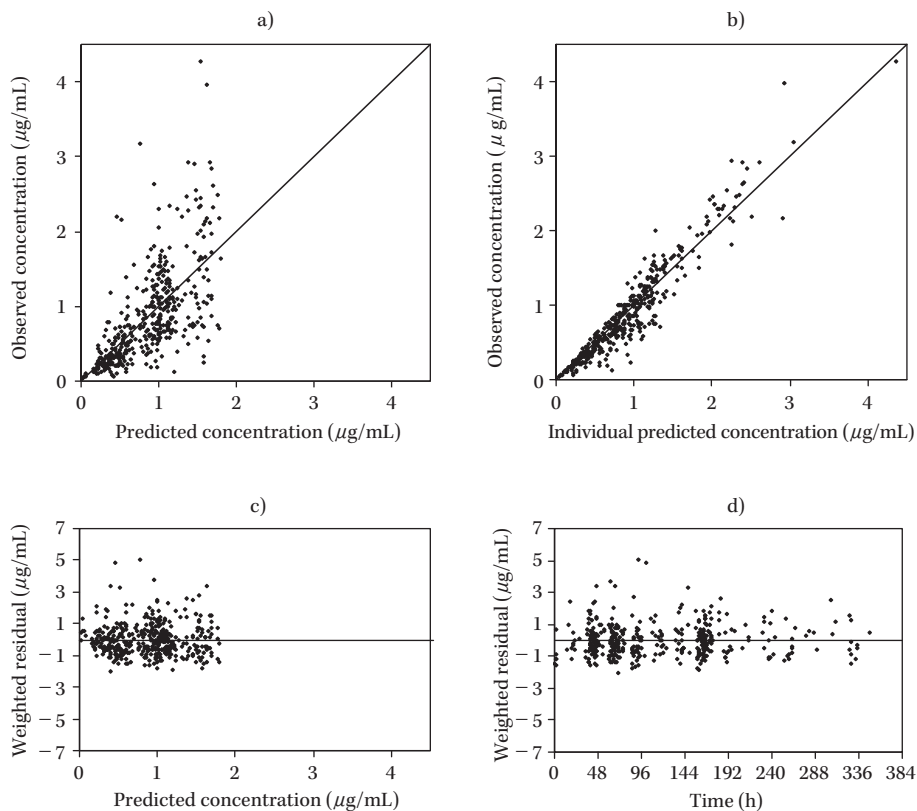 a)
Observed concentration (μg/mL)
4
3
2
1
0
0 1 2 3 4
Predicted concentration (μg/mL)
b)
Observed concentration (μ g/mL)
4
3
2
1
0
0 1 2 3 4
Individual predicted concentration (μg/mL)
c)
Weighted residual (μg/mL)
7
5
3
1
−1
−3
−5
−7
0 1 2 3 4
Predicted concentration (μg/mL)
d)
Weighted residual (μg/mL)
7
5
3
1
−1
−3
−5
−7
0 48 96 144 192 240 288 336 384
Time (h)